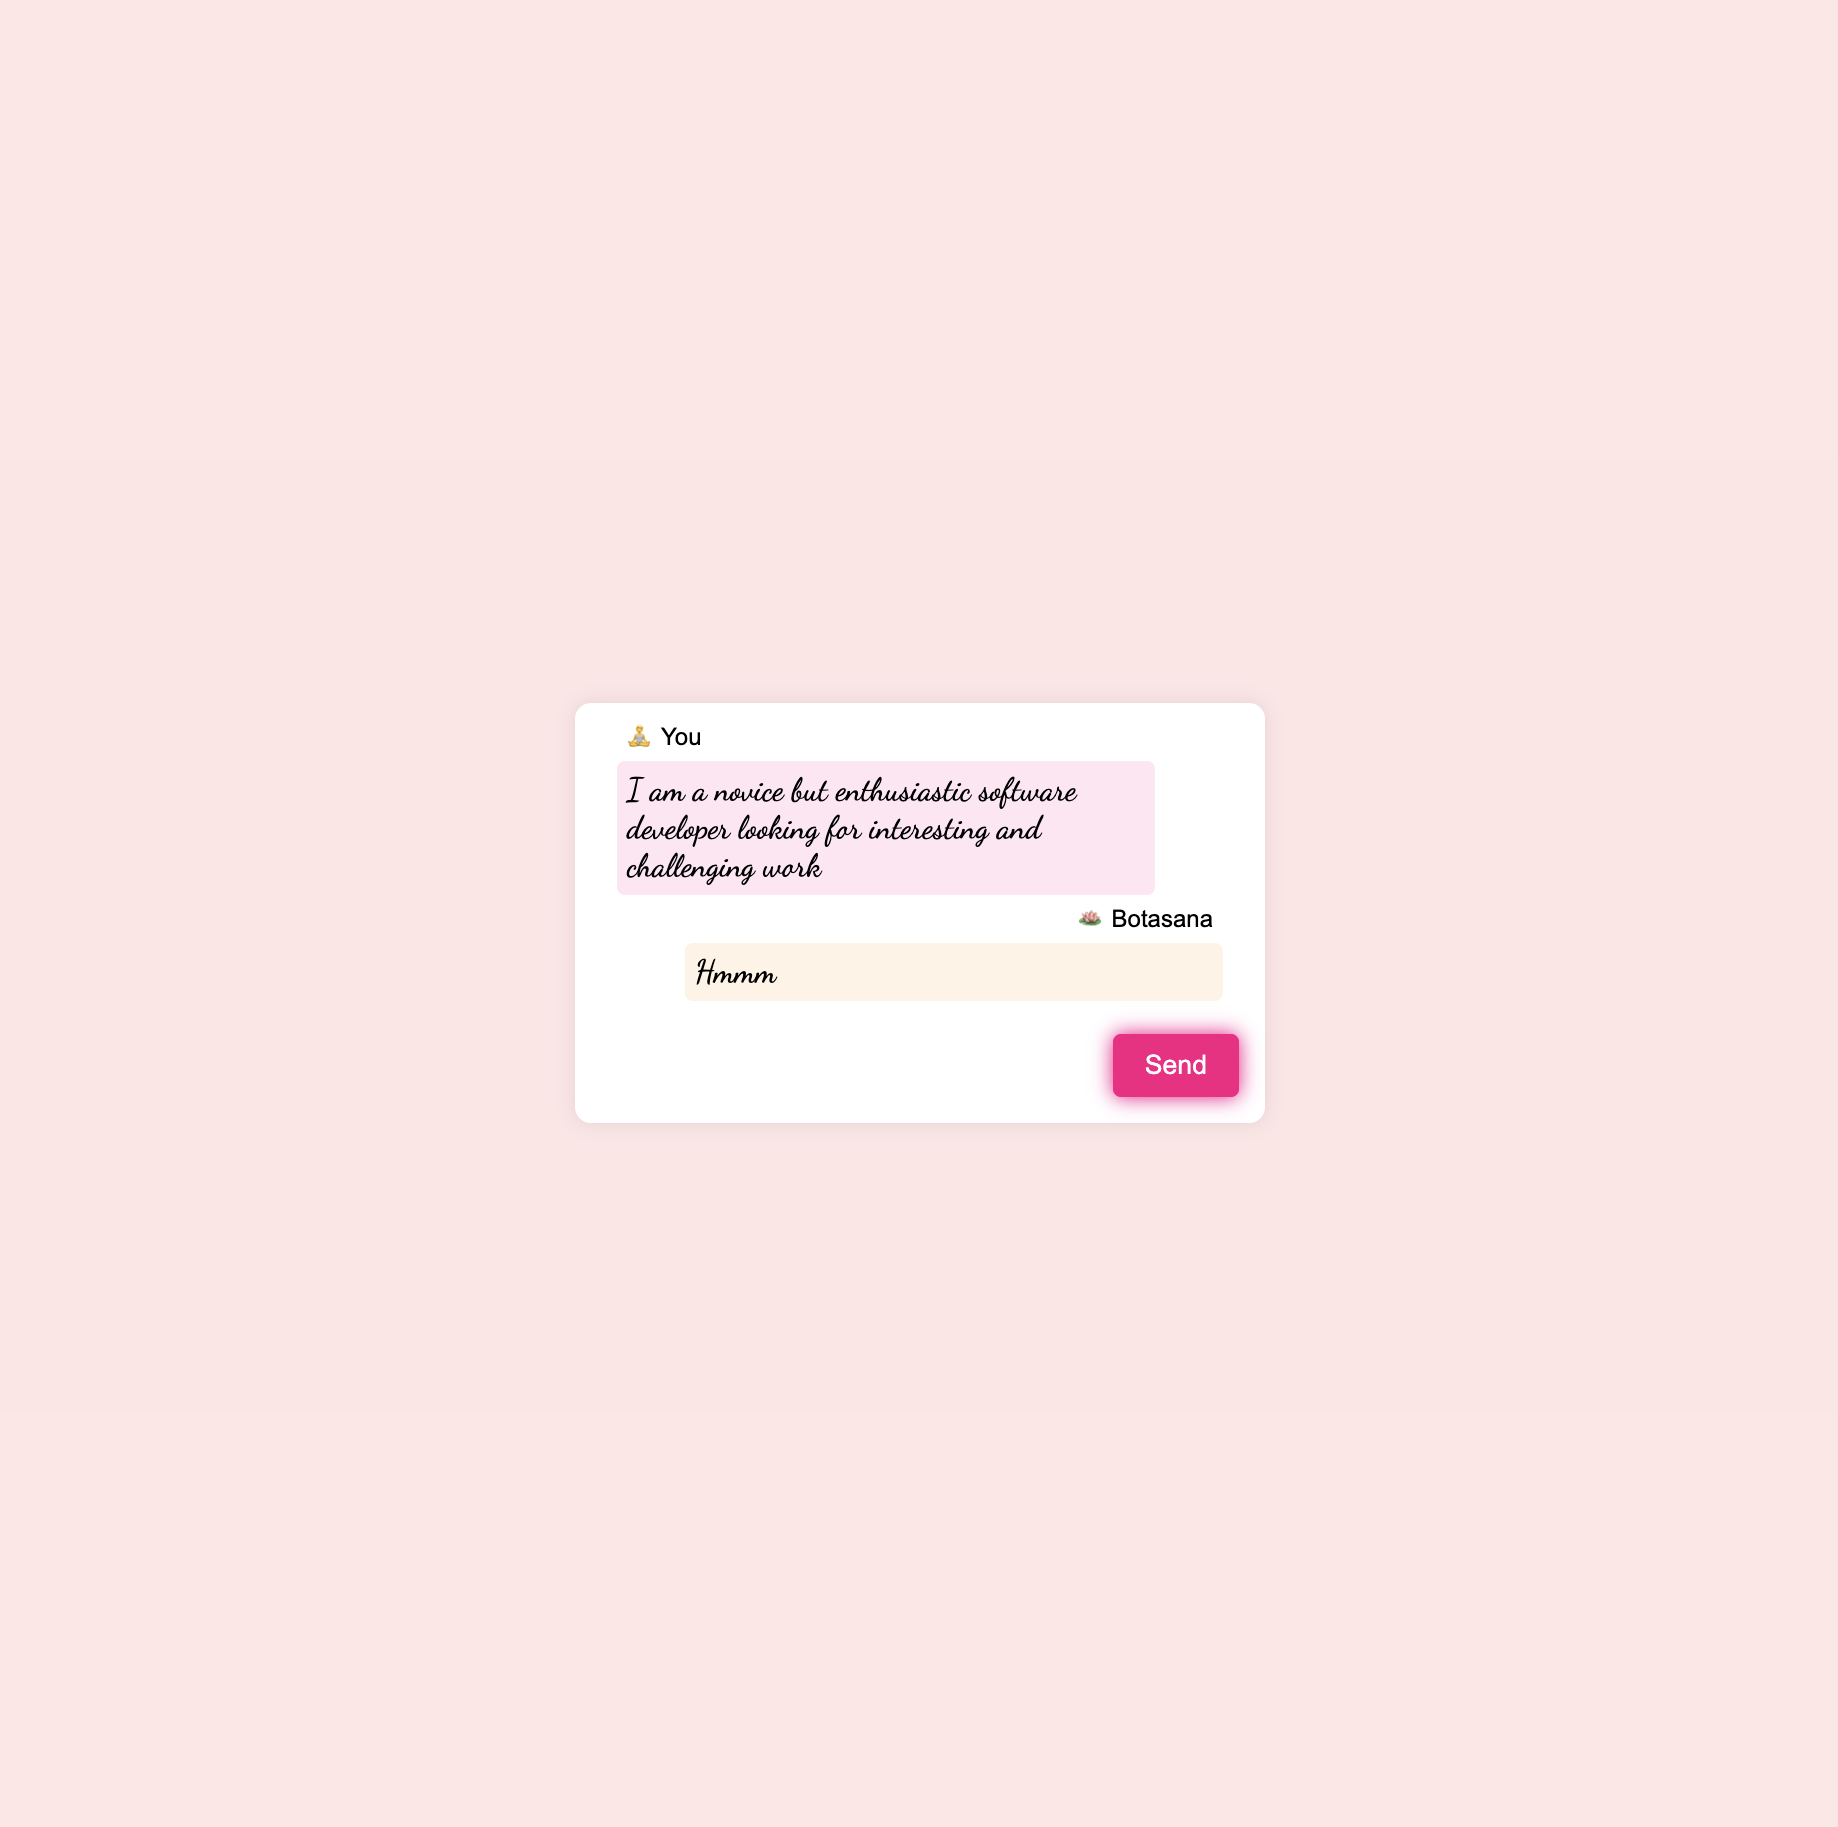 You
I am a novice but enthusiastic software
developer looking for interesting and
challenging work
Botasana
Hmmm
Send